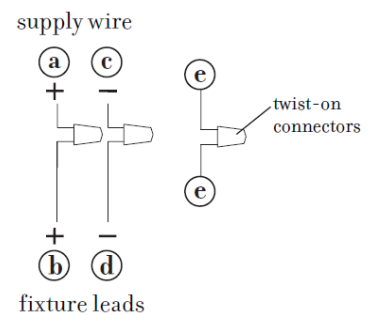 supply wire
a c
+ −
e
twist-on
connectors
e
+ −
b d
fixture leads